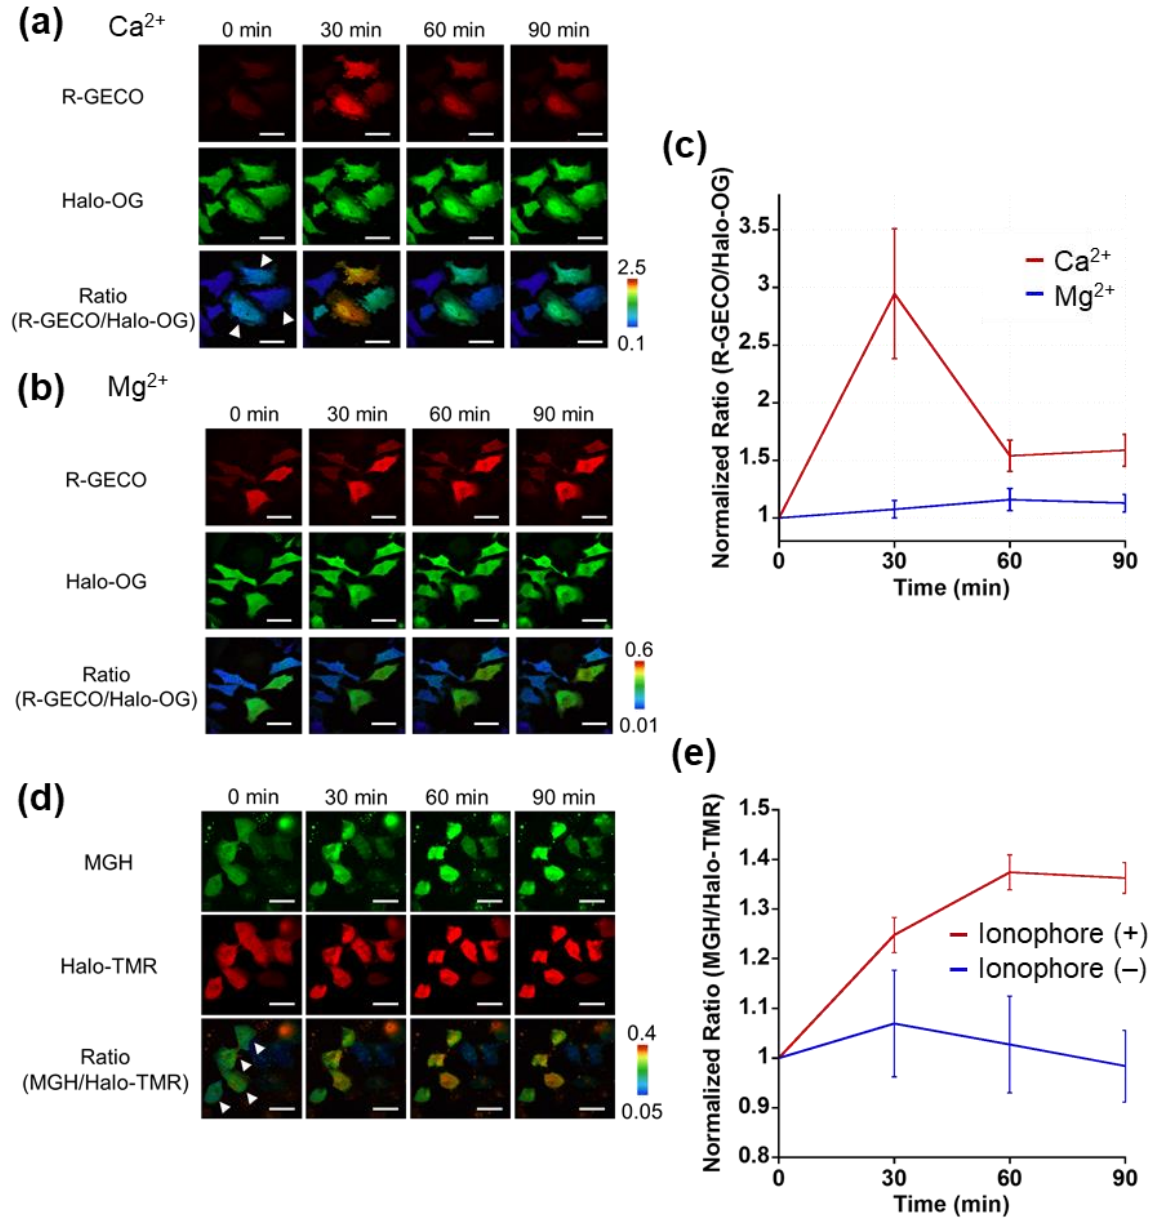 (a) Ca²⁺
0 min 30 min 60 min 90 min
R-GECO
Halo-OG
Ratio
(R-GECO/Halo-OG)
2.5
0.1
(b) Mg²⁺
0 min 30 min 60 min 90 min
R-GECO
Halo-OG
Ratio
(R-GECO/Halo-OG)
0.6
0.01
(c)
Normalized Ratio (R-GECO/Halo-OG)
3.5
3
2.5
2
1.5
1
Ca²⁺
Mg²⁺
0 30 60 90
Time (min)
(d)
0 min 30 min 60 min 90 min
MGH
Halo-TMR
Ratio
(MGH/Halo-TMR)
0.4
0.05
(e)
Normalized Ratio (MGH/Halo-TMR)
1.5
1.4
1.3
1.2
1.1
1
0.9
0.8
Ionophore (+)
Ionophore (–)
0 30 60 90
Time (min)